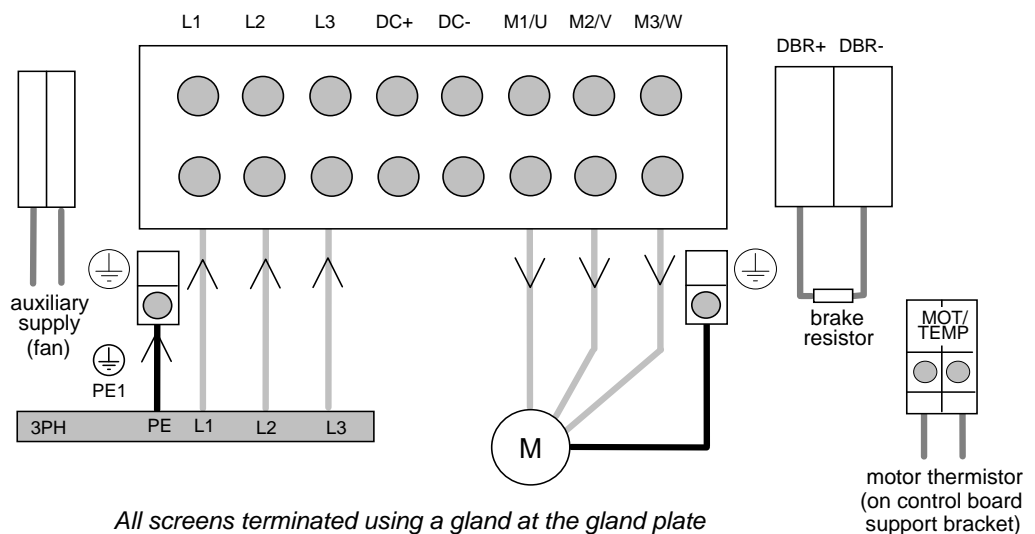 L1 L2 L3 DC+ DC- M1/U M2/V M3/W
DBR+ DBR-
auxiliary
supply
(fan)
PE1
3PH PE L1 L2 L3
M
brake
resistor
MOT/
TEMP
motor thermistor
(on control board
support bracket)
All screens terminated using a gland at the gland plate